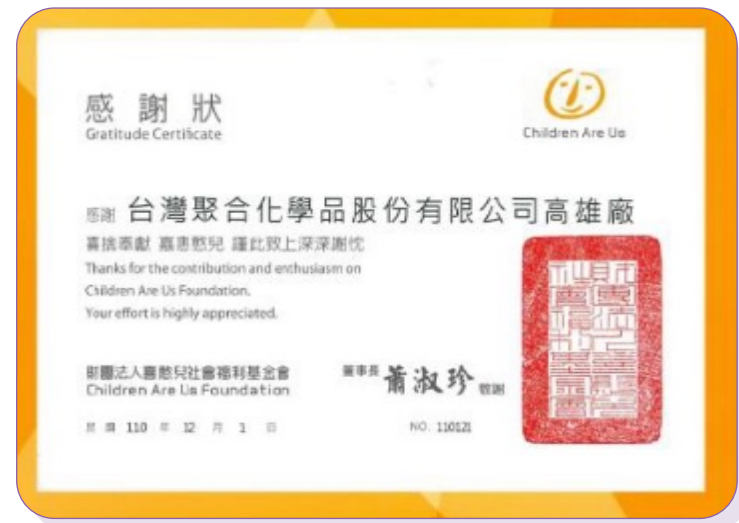 感謝狀
Gratitude Certificate
Children Are Us
感謝 台灣聚合化學品股份有限公司高雄廠
喜捨奉獻 嘉惠憨兒 謹此致上深深謝忱
Thanks for the contribution and enthusiasm on
Children Are Us Foundation.
Your effort is highly appreciated.
財團法人喜憨兒社會福利基金會
Children Are Us Foundation
董事長 蕭淑珍 敬謝
民國 110 年 12 月 1 日
NO. 110121